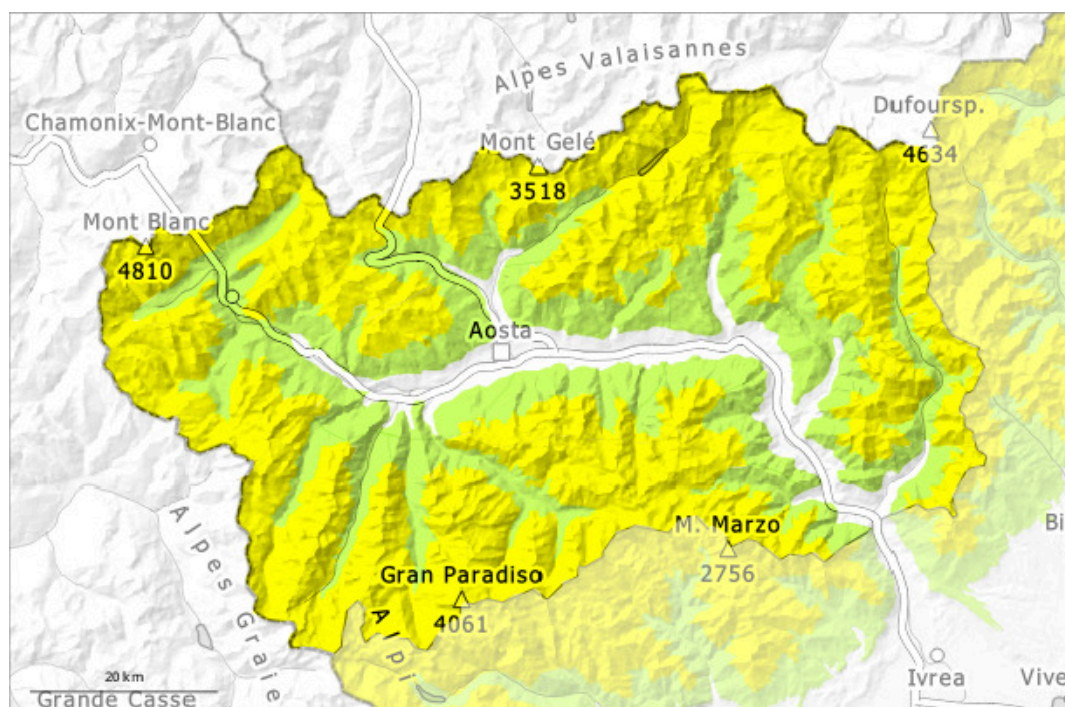 Alpes Valaisannes
Dufoursp.
4634
Chamonix-Mont-Blanc
Mont Gelé
3518
Mont Blanc
4810
Aosta
M. Marzo
2756
Gran Paradiso
4061
Alpi
Alpes Graie
Bi
Ivrea
Vive
20 km
Grande Casse